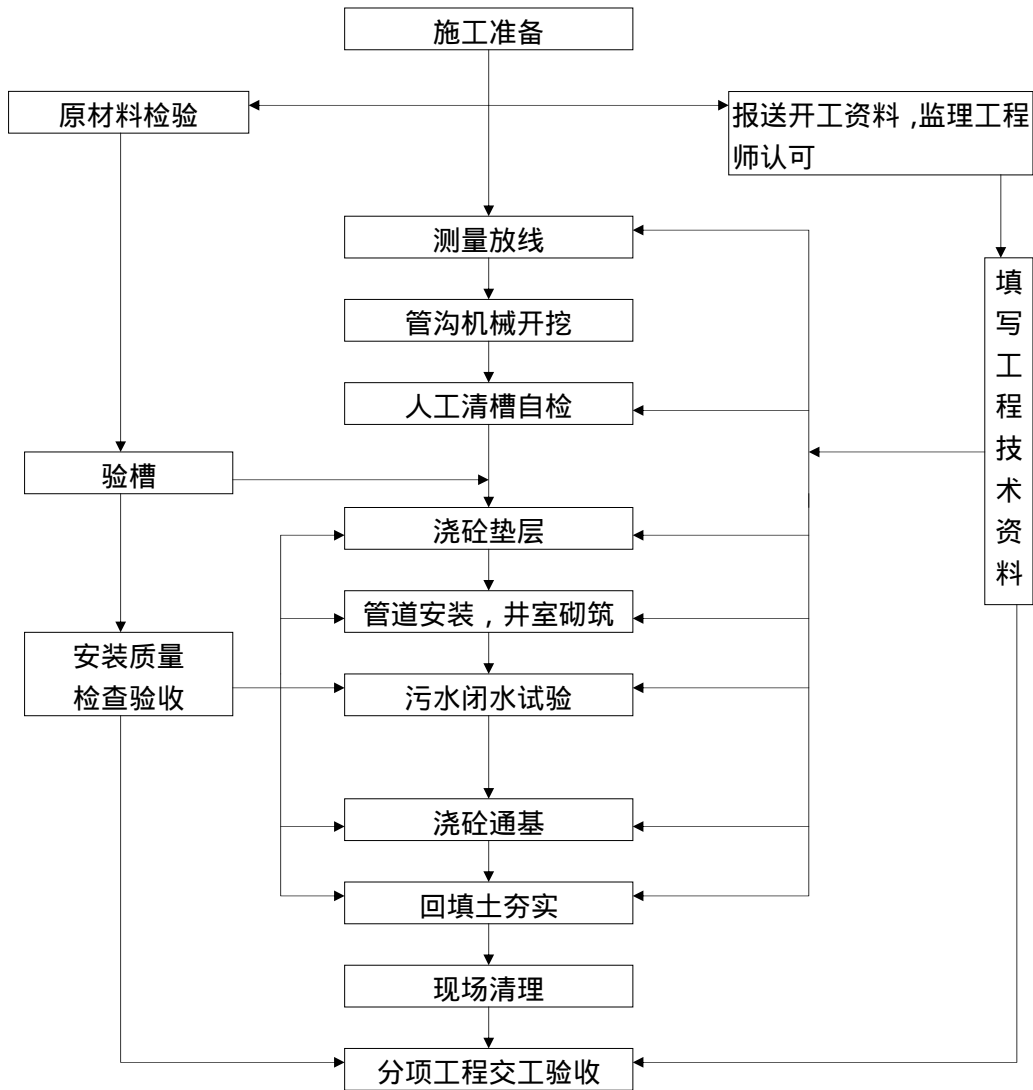 施工准备
原材料检验
报送开工资料,监理工程
师认可
测量放线
填写工程技术资料
管沟机械开挖
人工清槽自检
验槽
浇砼垫层
管道安装,井室砌筑
安装质量
检查验收
污水闭水试验
浇砼通基
回填土夯实
现场清理
分项工程交工验收